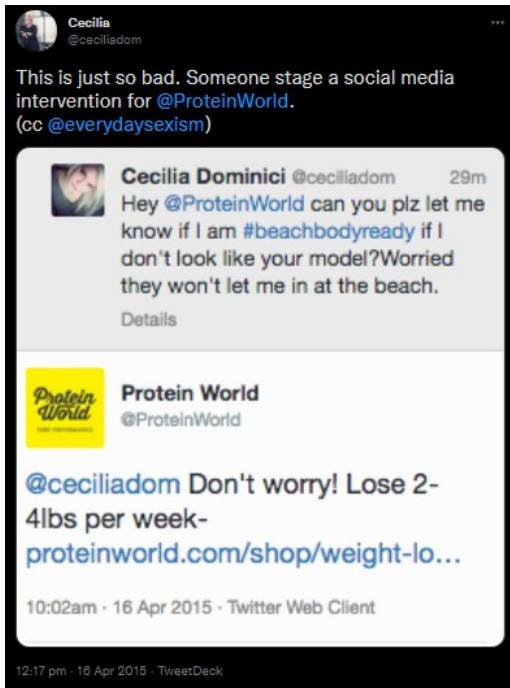 Cecilia
@ceciliadom
This is just so bad. Someone stage a social media
intervention for @ProteinWorld.
(cc @everydaysexism)
Cecilia Dominici @ceciliadom 29m
Hey @ProteinWorld can you plz let me
know if I am #beachbodyready if I
don't look like your model?Worried
they won't let me in at the beach.
Details
Protein
World
Protein World
@ProteinWorld
@ceciliadom Don't worry! Lose 2-
4lbs per week-
proteinworld.com/shop/weight-lo...
10:02am · 16 Apr 2015 · Twitter Web Client
12:17 pm · 16 Apr 2015 · TweetDeck